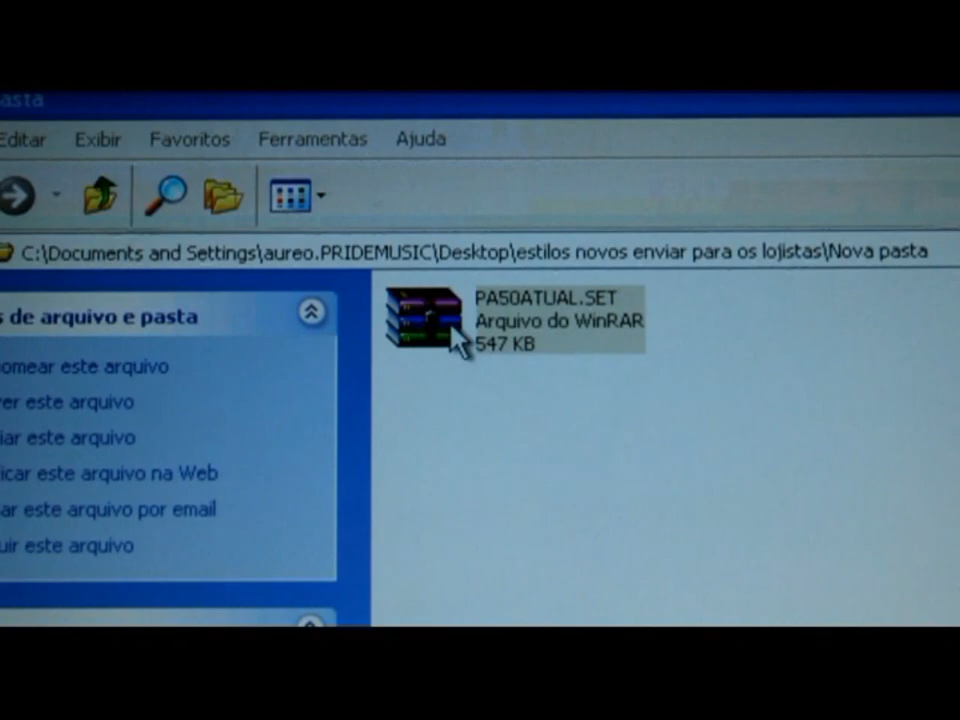 asta
Editar Exibir Favoritos Ferramentas Ajuda
C:\Documents and Settings\aureo.PRIDEMUSIC\Desktop\estilos novos enviar para os lojistas\Nova pasta
s de arquivo e pasta
omear este arquivo
er este arquivo
iar este arquivo
icar este arquivo na Web
ar este arquivo por email
uir este arquivo
PA50ATUAL.SET
Arquivo do WinRAR
547 KB